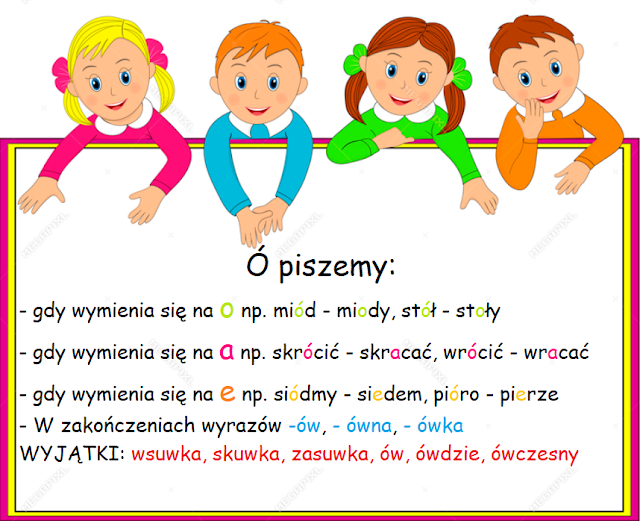 Ó piszemy:
- gdy wymienia się na o np. miód - miody, stół - stoły
- gdy wymienia się na a np. skrócić - skracać, wrócić - wracać
- gdy wymienia się na e np. siódmy - siedem, pióro - pierze
- W zakończeniach wyrazów -ów, - ówna, - ówka
WYJĄTKI: wsuwka, skuwka, zasuwka, ów, ówdzie, ówczesny